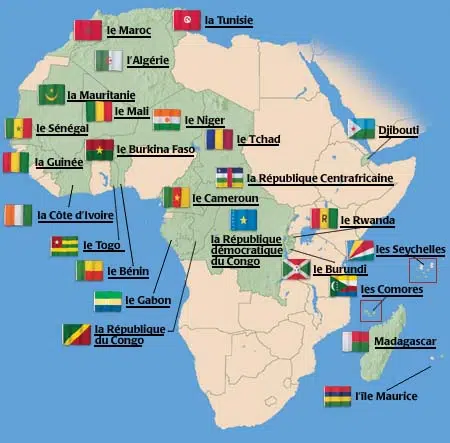 la Tunisie
le Maroc
l'Algérie
la Mauritanie
le Mali
le Niger
le Sénégal
Djibouti
le Tchad
le Burkina Faso
la Guinée
la République Centrafricaine
le Cameroun
la Côte d'Ivoire
le Rwanda
la République
démocratique
du Congo
le Togo
les Seychelles
le Bénin
le Burundi
les Comores
le Gabon
la République
du Congo
Madagascar
l'île Maurice
R